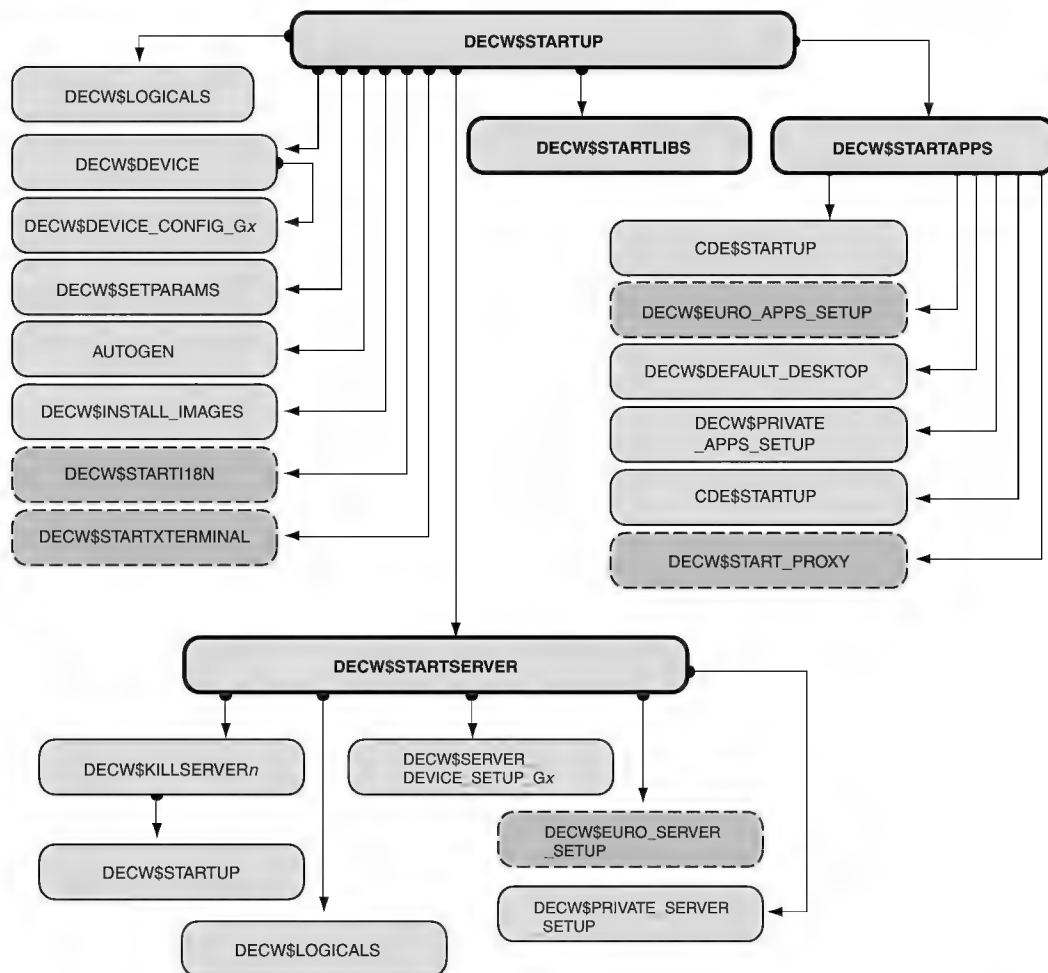 DECW$STARTUP
DECW$LOGICALS
DECW$DEVICE
DECW$DEVICE_CONFIG_Gx
DECW$SETPARAMS
AUTOGEN
DECW$INSTALL_IMAGES
DECW$STARTI18N
DECW$STARTXTERMINAL
DECW$STARTLIBS
DECW$STARTAPPS
CDE$STARTUP
DECW$EURO_APPS_SETUP
DECW$DEFAULT_DESKTOP
DECW$PRIVATE
_APPS_SETUP
CDE$STARTUP
DECW$START_PROXY
DECW$STARTSERVER
DECW$KILLSERVERn
DECW$STARTUP
DECW$LOGICALS
DECW$SERVER
DEVICE_SETUP_Gx
DECW$EURO_SERVER
_SETUP
DECW$PRIVATE_SERVER
SETUP